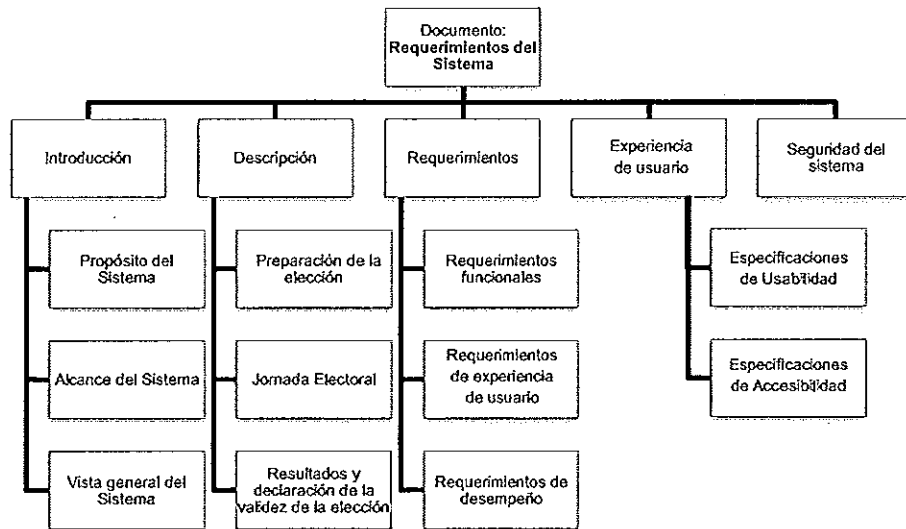 Documento:
Requerimientos del
Sistema
Introducción
Descripción
Requerimientos
Experiencia
de usuario
Seguridad del
sistema
Propósito del
Sistema
Preparación de la
elección
Requerimientos
funcionales
Especificaciones
de Usabilidad
Alcance del Sistema
Jornada Electoral
Requerimientos
de experiencia
de usuario
Especificaciones
de Accesibilidad
Vista general del
Sistema
Resultados y
declaración de la
validez de la elección
Requerimientos de
desempeño